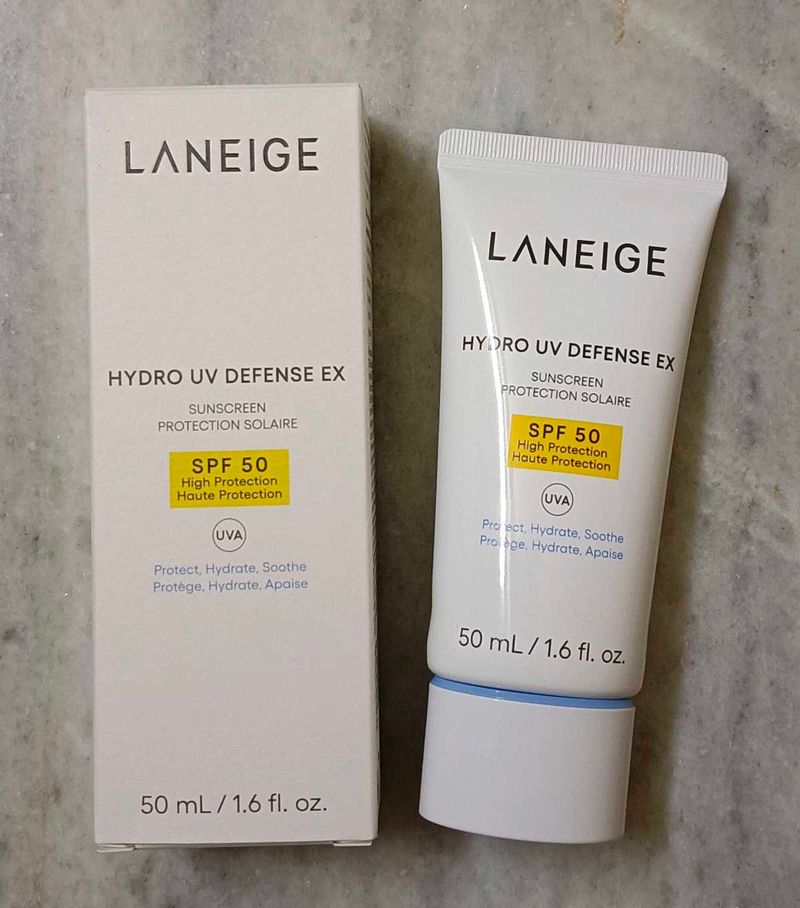 LANEIGE
HYDRO UV DEFENSE EX
SUNSCREEN
PROTECTION SOLAIRE
SPF 50
High Protection
Haute Protection
UVA
Protect, Hydrate, Soothe
Protège, Hydrate, Apaise
50 mL / 1.6 fl. oz.
LANEIGE
HYDRO UV DEFENSE EX
SUNSCREEN
PROTECTION SOLAIRE
SPF 50
High Protection
Haute Protection
UVA
Protect, Hydrate, Soothe
Protège, Hydrate, Apaise
50 mL / 1.6 fl. oz.